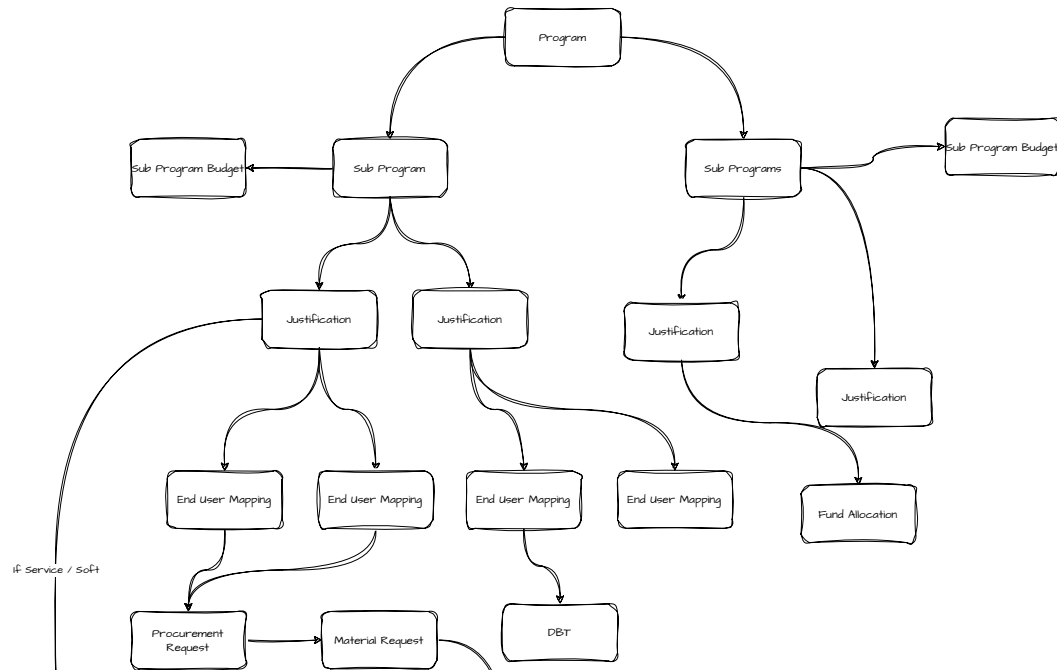 Program
Sub Program Budget
Sub Program
Sub Programs
Sub Program Budget
Justification
Justification
Justification
Justification
End User Mapping
End User Mapping
End User Mapping
End User Mapping
Fund Allocation
If Service / Soft
Procurement
Request
Material Request
DBT